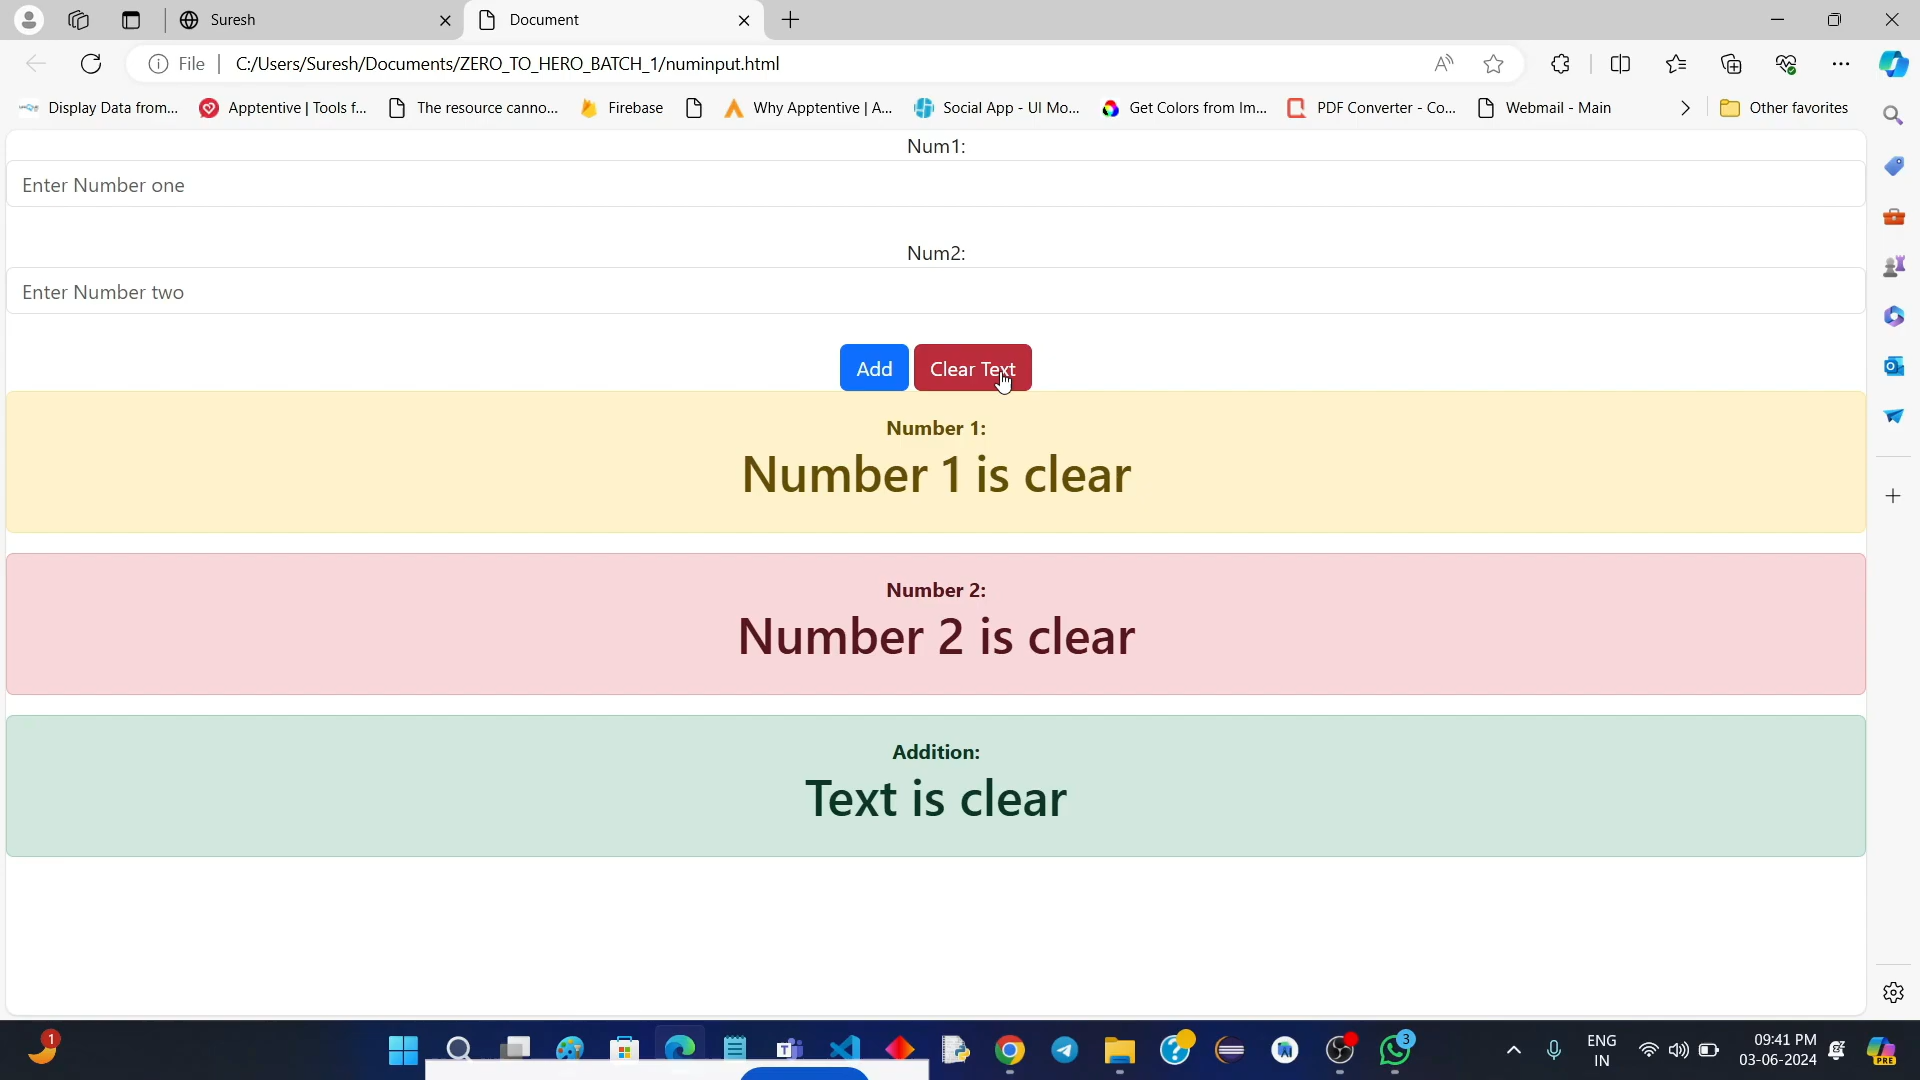 Suresh
Document
File
C:/Users/Suresh/Documents/ZERO_TO_HERO_BATCH_1/numinput.html
Display Data from...
Apptentive | Tools f...
The resource canno...
Firebase
Why Apptentive | A...
Social App - UI Mo...
Get Colors from Im...
PDF Converter - Co...
Webmail - Main
Other favorites
Num1:
Enter Number one
Num2:
Enter Number two
Add
Clear Text
Number 1:
Number 1 is clear
Number 2:
Number 2 is clear
Addition:
Text is clear
1
3
ENG
IN
09:41 PM
03-06-2024
PRE